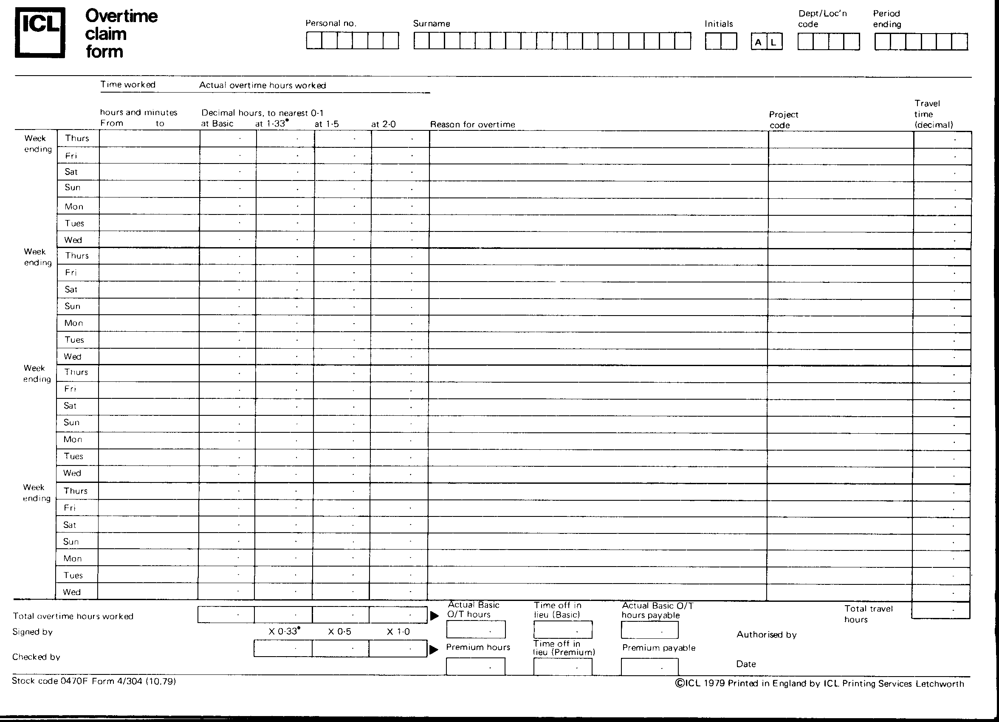 ICL
Overtime
claim
form
Personal no.
Surname
Initials
A L
Dept/Loc'n
code
Period
ending
Time worked
Actual overtime hours worked
hours and minutes
From to
Decimal hours, to nearest 0·1
at Basic at 1·33• at 1·5 at 2·0
Reason for overtime
Project
code
Travel
time
(decimal)
Week
ending
Thurs
Fri
Sat
Sun
Mon
Tues
Wed
Week
ending
Thurs
Fri
Sat
Sun
Mon
Tues
Wed
Week
ending
Thurs
Fri
Sat
Sun
Mon
Tues
Wed
Week
ending
Thurs
Fri
Sat
Sun
Mon
Tues
Wed
Total overtime hours worked
Signed by
X 0·33• X 0·5 X 1·0
Checked by
Actual Basic
O/T hours
Time off in
lieu (Basic)
Actual Basic O/T
hours payable
Premium hours
Time off in
lieu (Premium)
Premium payable
Total travel
hours
Authorised by
Date
Stock code 0470F Form 4/304 (10.79)
©ICL 1979 Printed in England by ICL Printing Services Letchworth